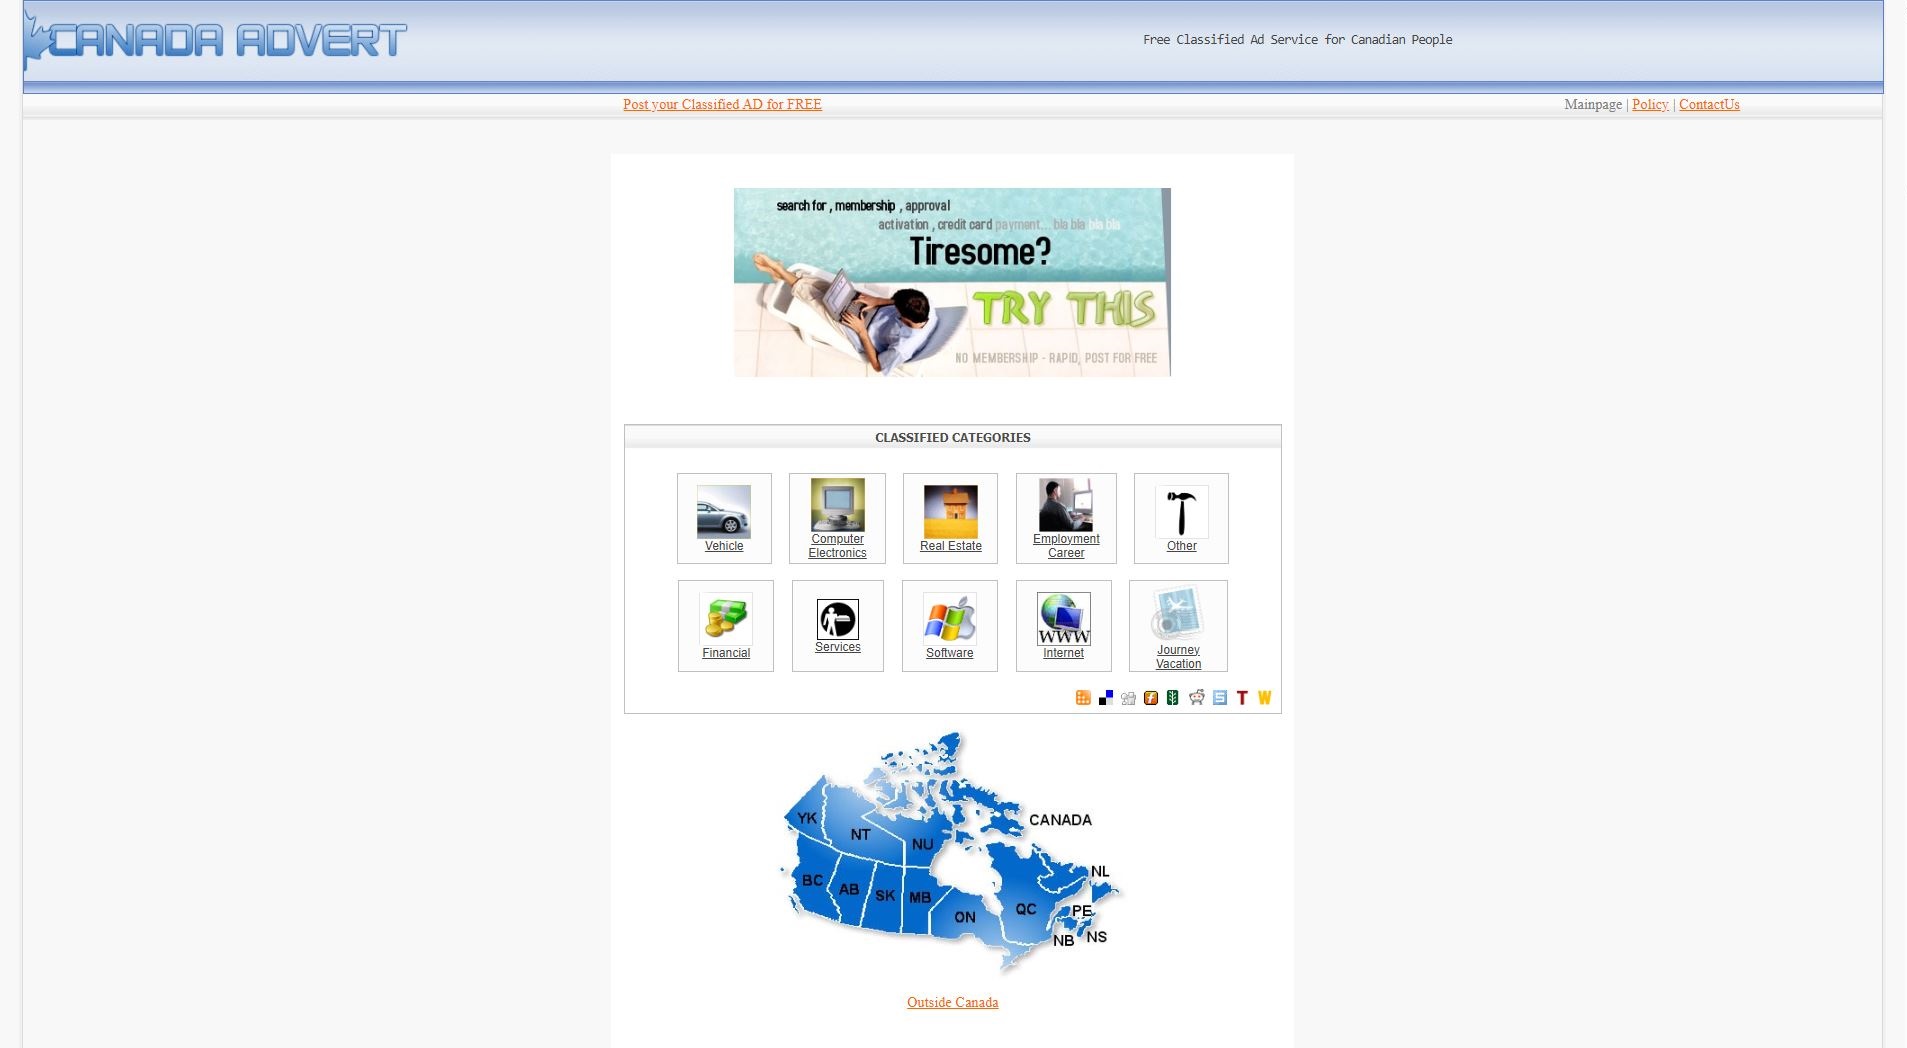 CANADA ADVERT
Free Classified Ad Service for Canadian People
Post your Classified AD for FREE
Mainpage | Policy | ContactUs
search for , membership , approval
activation , credit card payment... bla bla bla bla
Tiresome?
TRY THIS
NO MEMBERSHIP - RAPID, POST FOR FREE
CLASSIFIED CATEGORIES
Vehicle
Computer
Electronics
Real Estate
Employment
Career
Other
Financial
Services
Software
WWW
Internet
Journey
Vacation
T W
CANADA
YK
NT
NU
BC
AB
SK
MB
ON
QC
NL
PE
NB
NS
Outside Canada